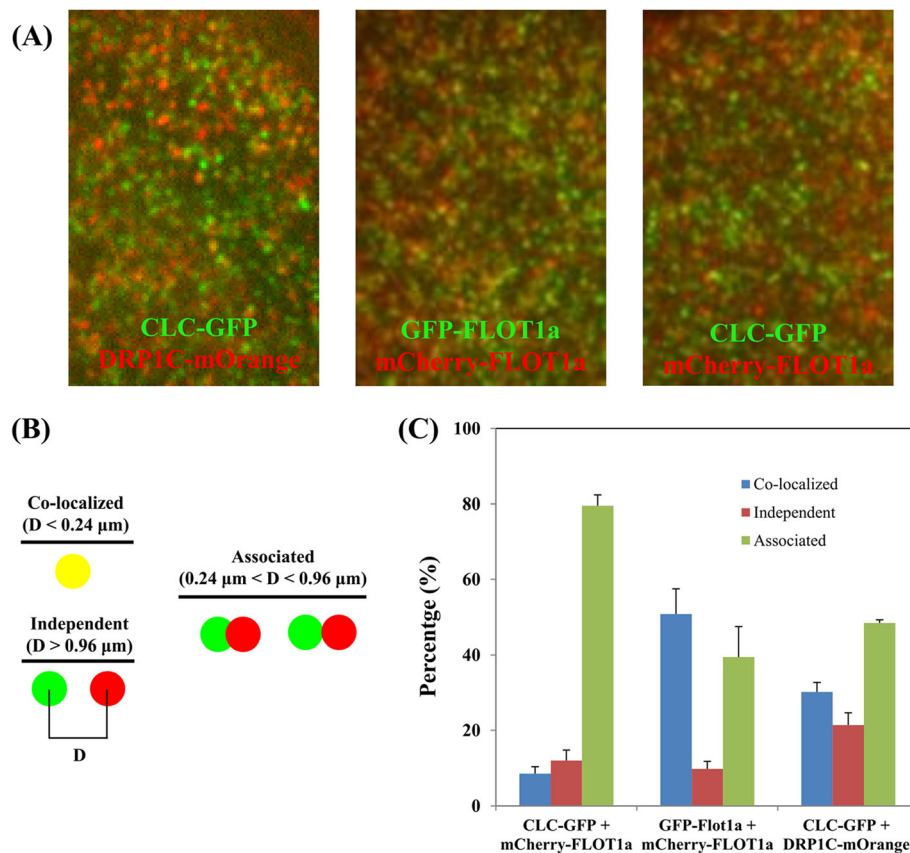 (A)
CLC-GFP
DRP1C-mOrange
GFP-FLOT1a
mCherry-FLOT1a
CLC-GFP
mCherry-FLOT1a
(B)
Co-localized
(D < 0.24 μm)
Independent
(D > 0.96 μm)
D
Associated
(0.24 μm < D < 0.96 μm)
(C)
Percentge (%)
100
80
60
40
20
0
Co-localized
Independent
Associated
CLC-GFP +
mCherry-FLOT1a
GFP-Flot1a +
mCherry-FLOT1a
CLC-GFP +
DRP1C-mOrange